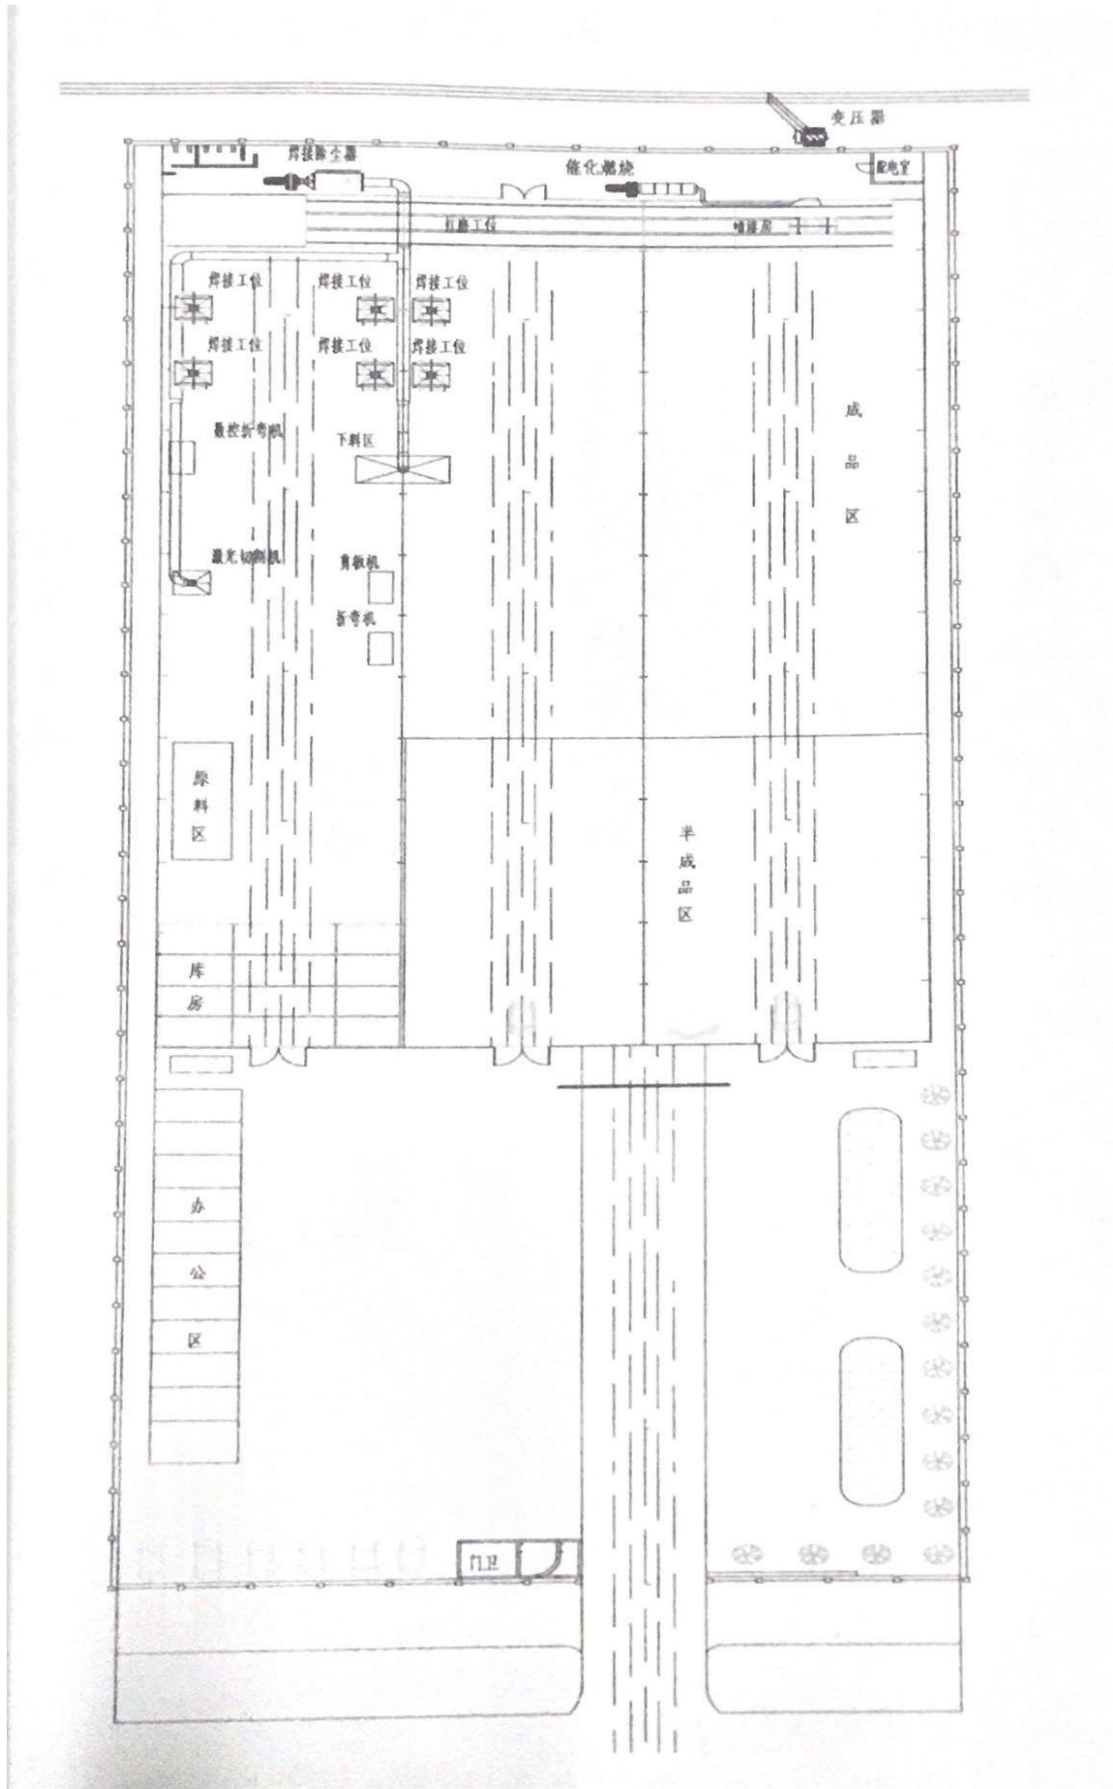 变压器
焊接除尘器
催化燃烧
配电室
打磨工位
喷漆房
焊接工位
焊接工位
焊接工位
焊接工位
焊接工位
焊接工位
数控折弯机
下料区
成品区
激光切割机
剪板机
折弯机
原料区
半成品区
库房
办公区
门卫